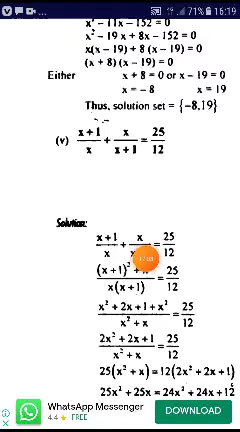 71% 16:19
x² − 11x − 152 = 0
x² − 19 x + 8x − 152 = 0
x(x − 19) + 8 (x − 19) = 0
(x + 8) (x − 19) = 0
Either x + 8 = 0 or x − 19 = 0
x = − 8 x = 19
Thus, solution set = {−8,19}
(v) x + 1 / x + x / x + 1 = 25 / 12
Solution:
x + 1 / x + x / = 25 / 12
(x + 1)² + / x (x + 1) = 25 / 12
x² + 2x + 1 + x² / x² + x = 25 / 12
2x² + 2x + 1 / x² + x = 25 / 12
25(x² + x) = 12(2x² + 2x + 1)
25x² + 25x = 24x² + 24x + 12
WhatsApp Messenger
4.4 ★ FREE
DOWNLOAD